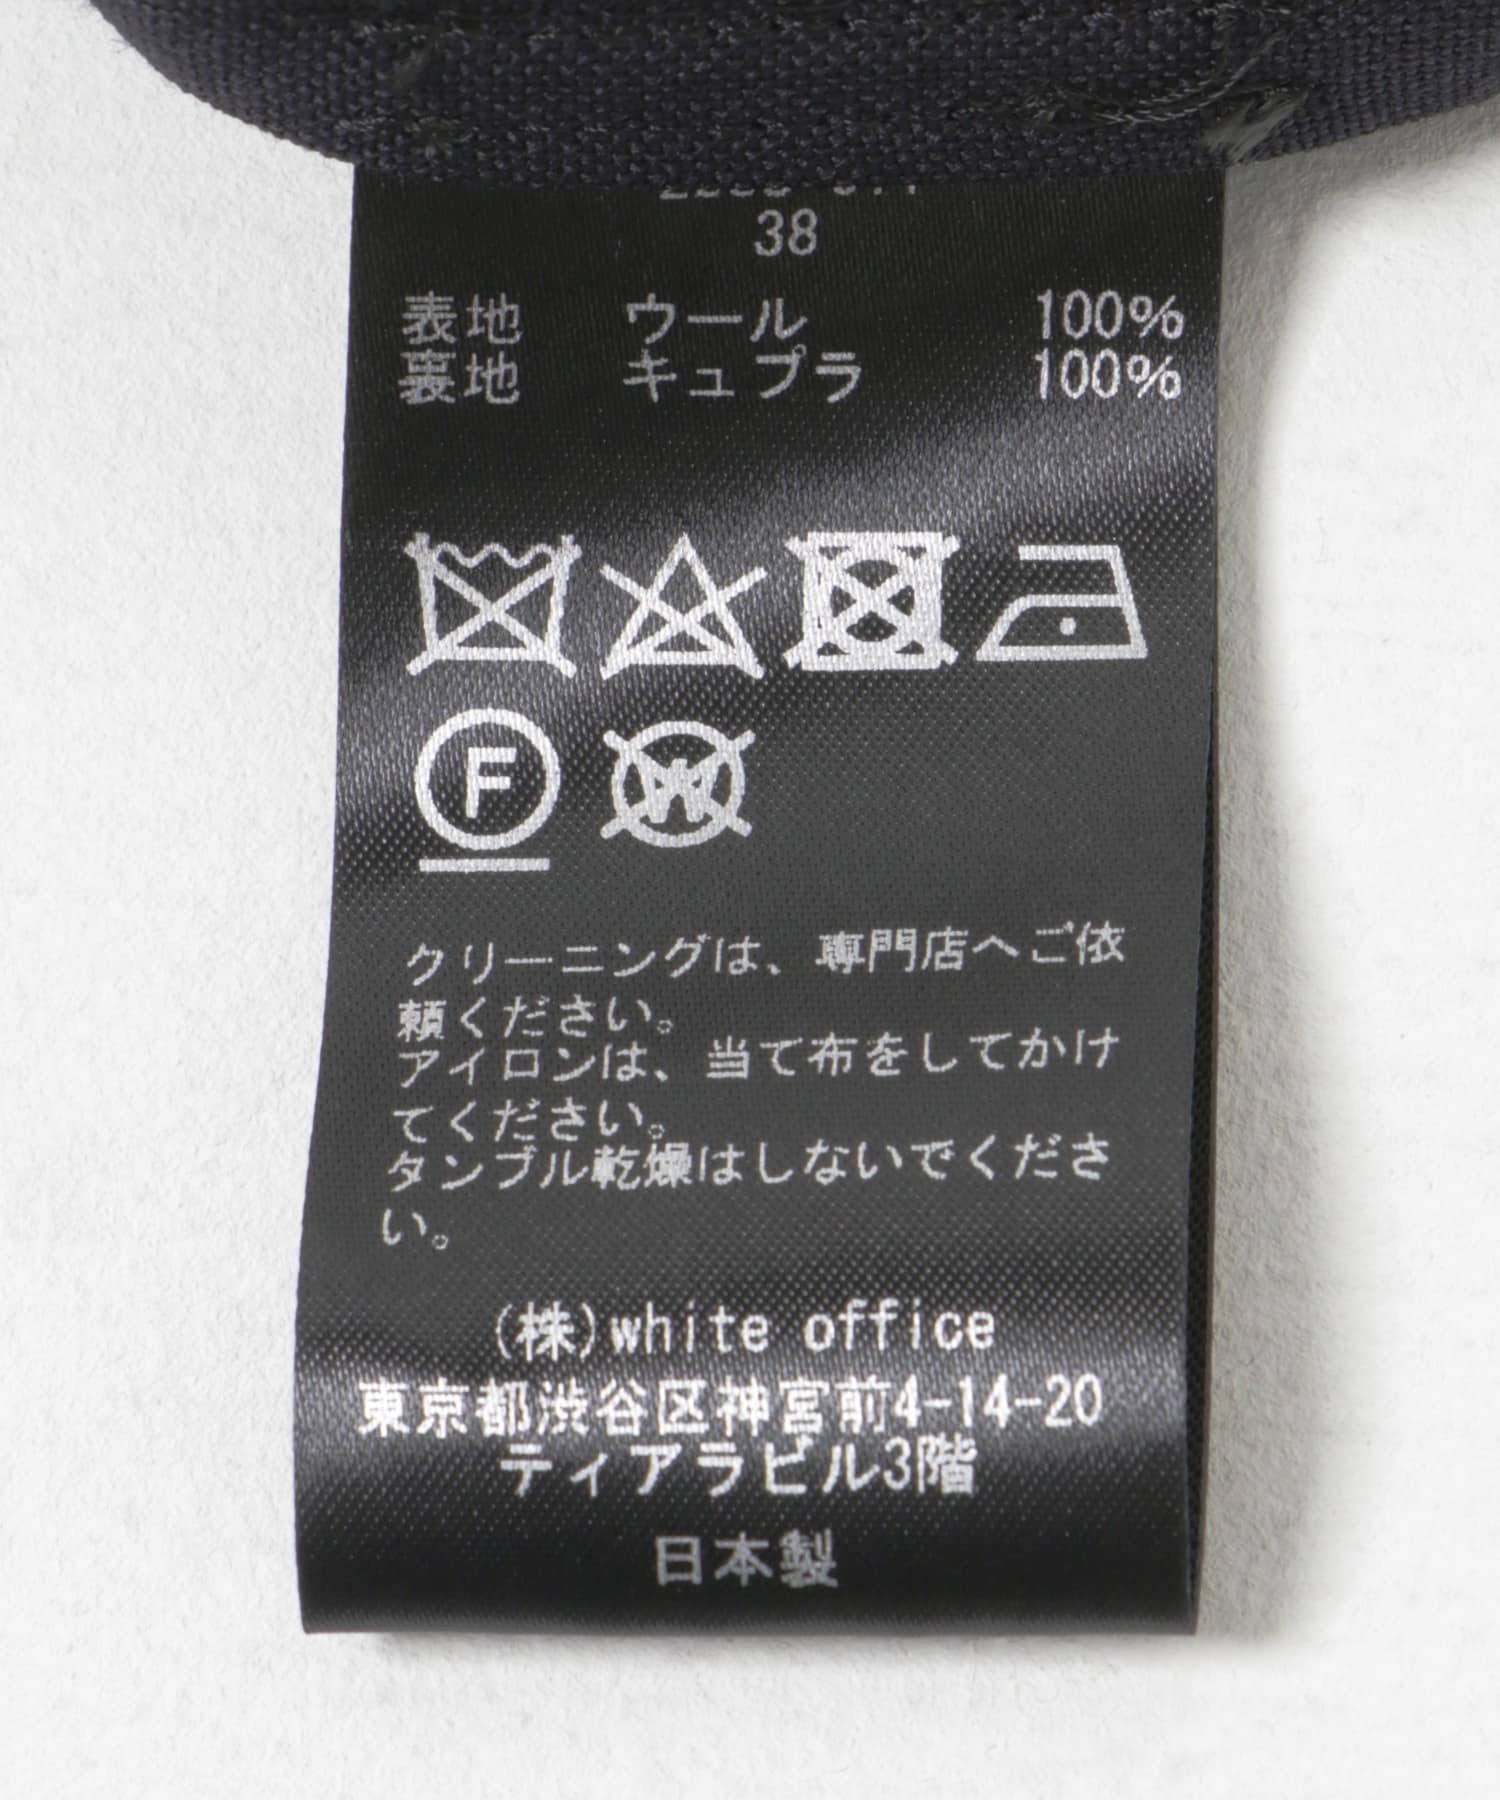 38
表地 ウール 100%
裏地 キュプラ 100%
F
W
クリーニングは、専門店へご依
頼ください。
アイロンは、当て布をしてかけ
てください。
タンブル乾燥はしないでくださ
い。
(株)white office
東京都渋谷区神宮前4-14-20
ティアラビル3階
日本製